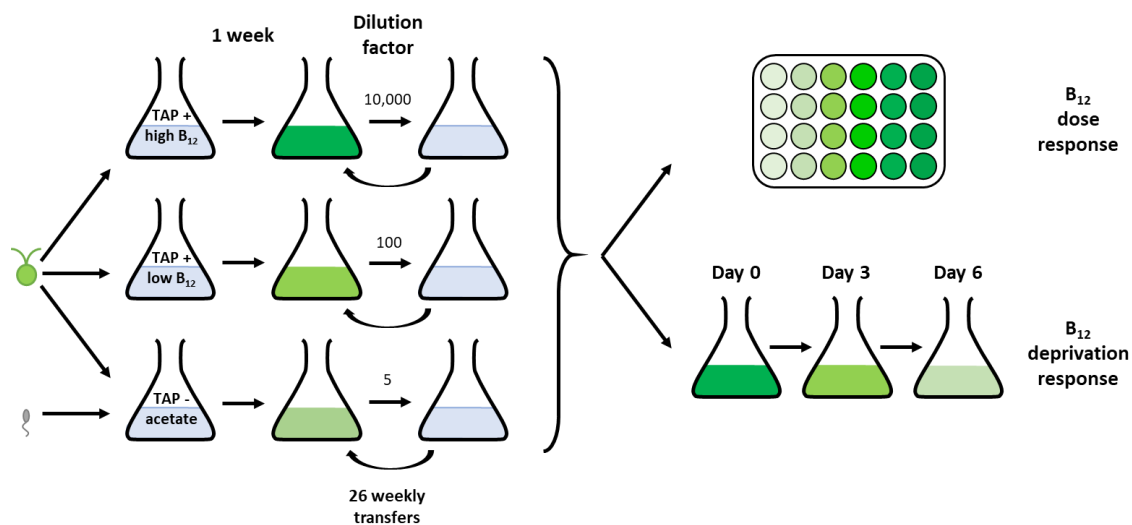 1 week
Dilution
factor
TAP +
high B₁₂
10,000
TAP +
low B₁₂
100
TAP -
acetate
5
26 weekly
transfers
B₁₂
dose
response
Day 0
Day 3
Day 6
B₁₂
deprivation
response